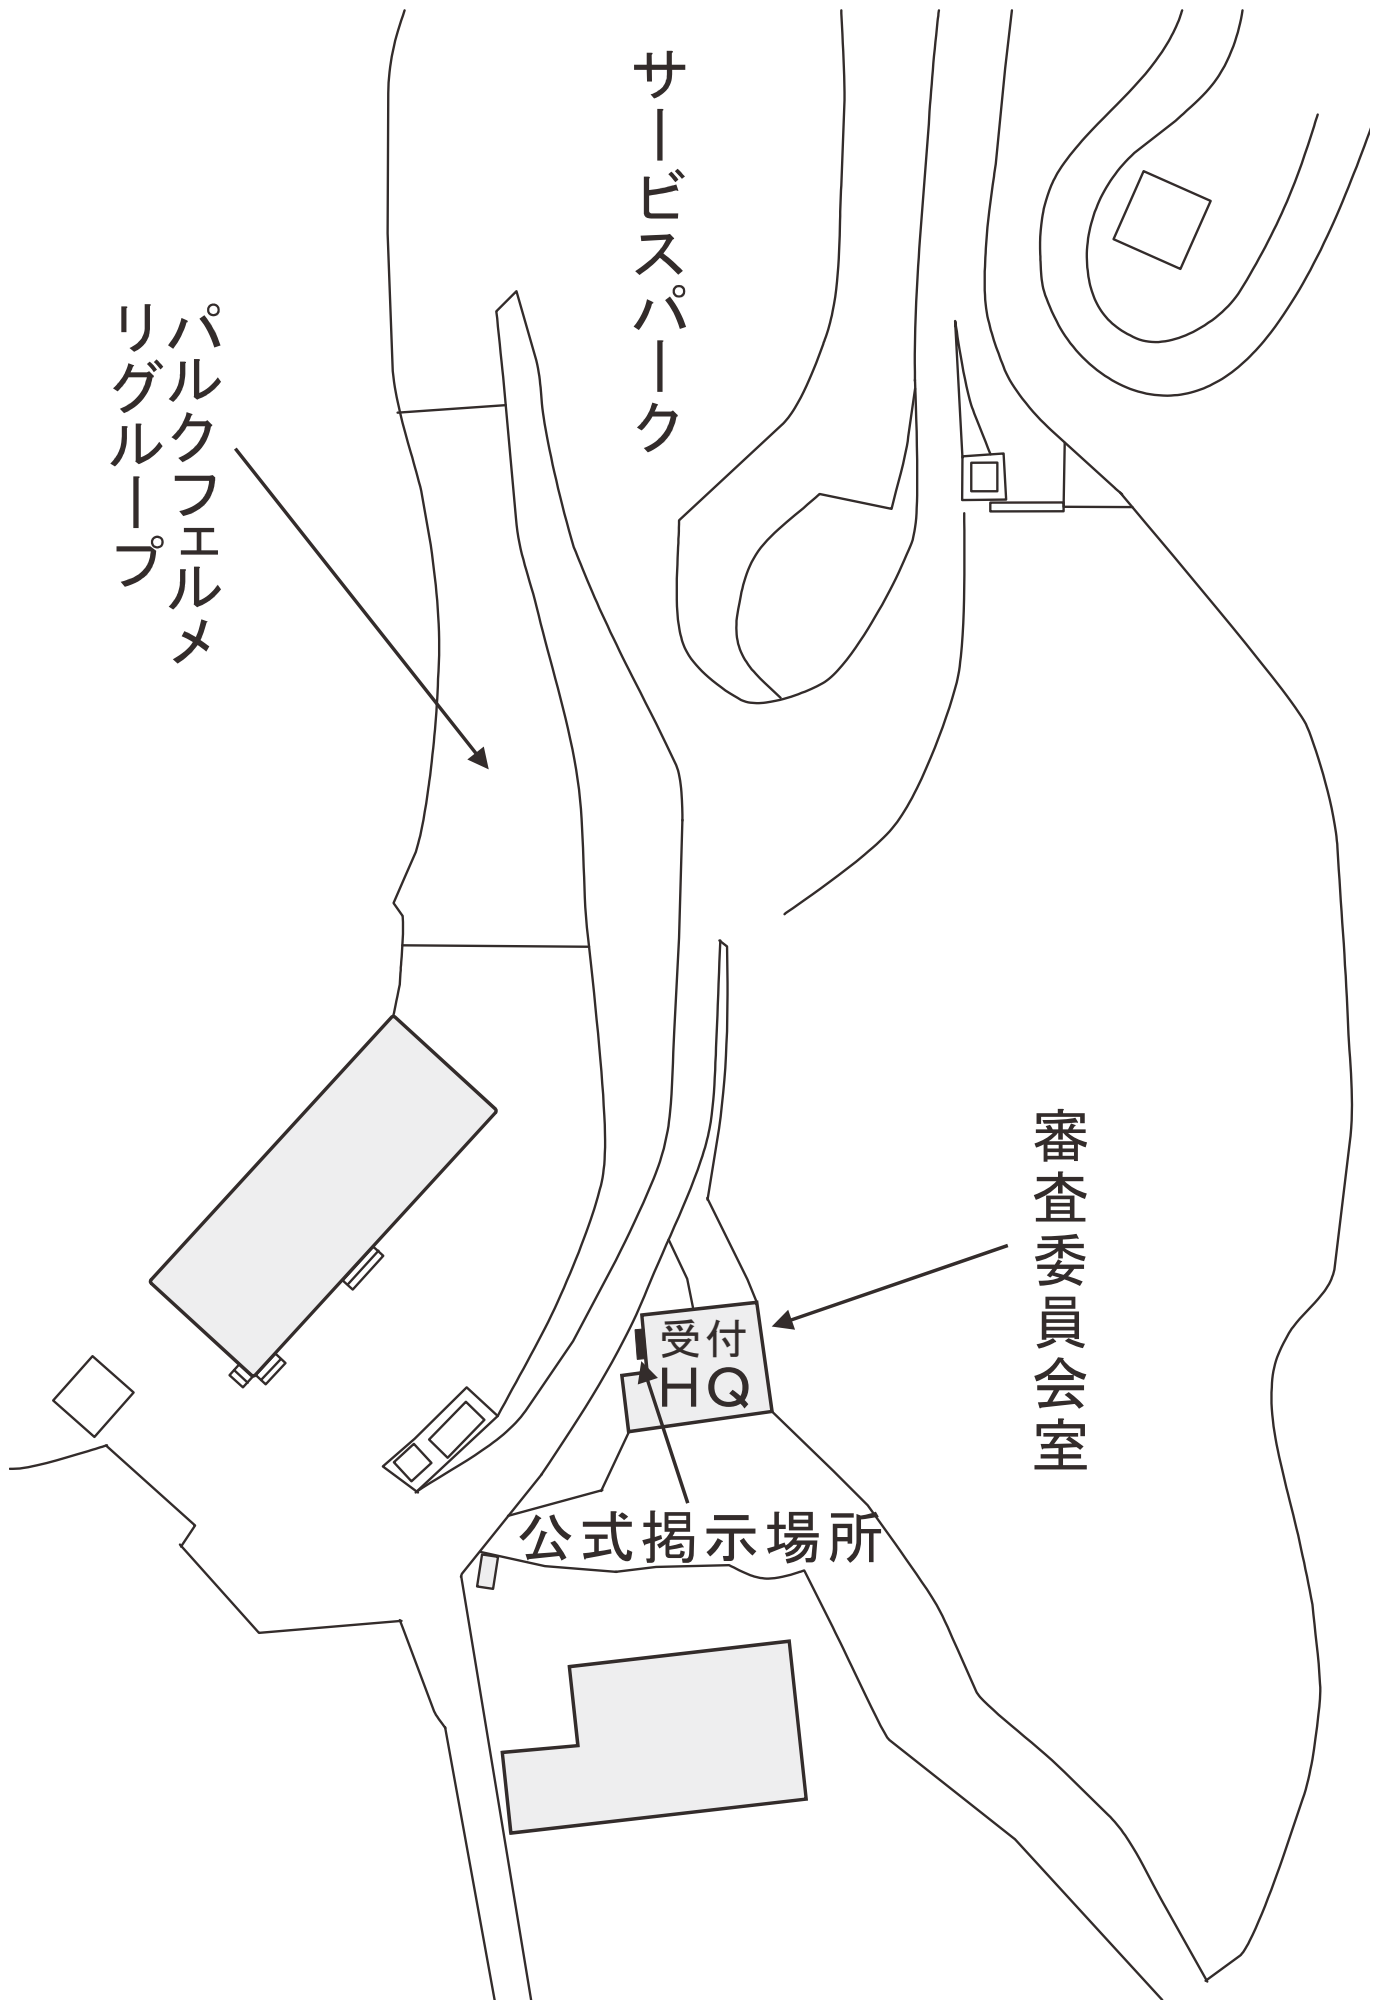 サービスパーク
パルクフェルメ
リグループ
審査委員会室
受付
HQ
公式掲示場所